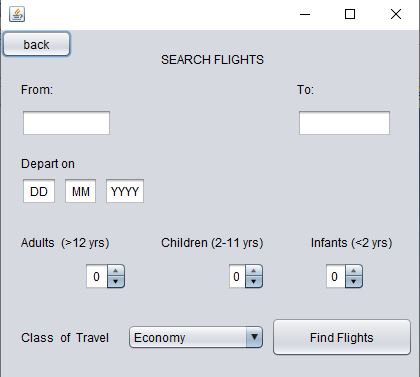 back
SEARCH FLIGHTS
From: To:
Depart on
DD MM YYYY
Adults (>12 yrs) Children (2-11 yrs) Infants (<2 yrs)
0 0 0
Class of Travel Economy Find Flights